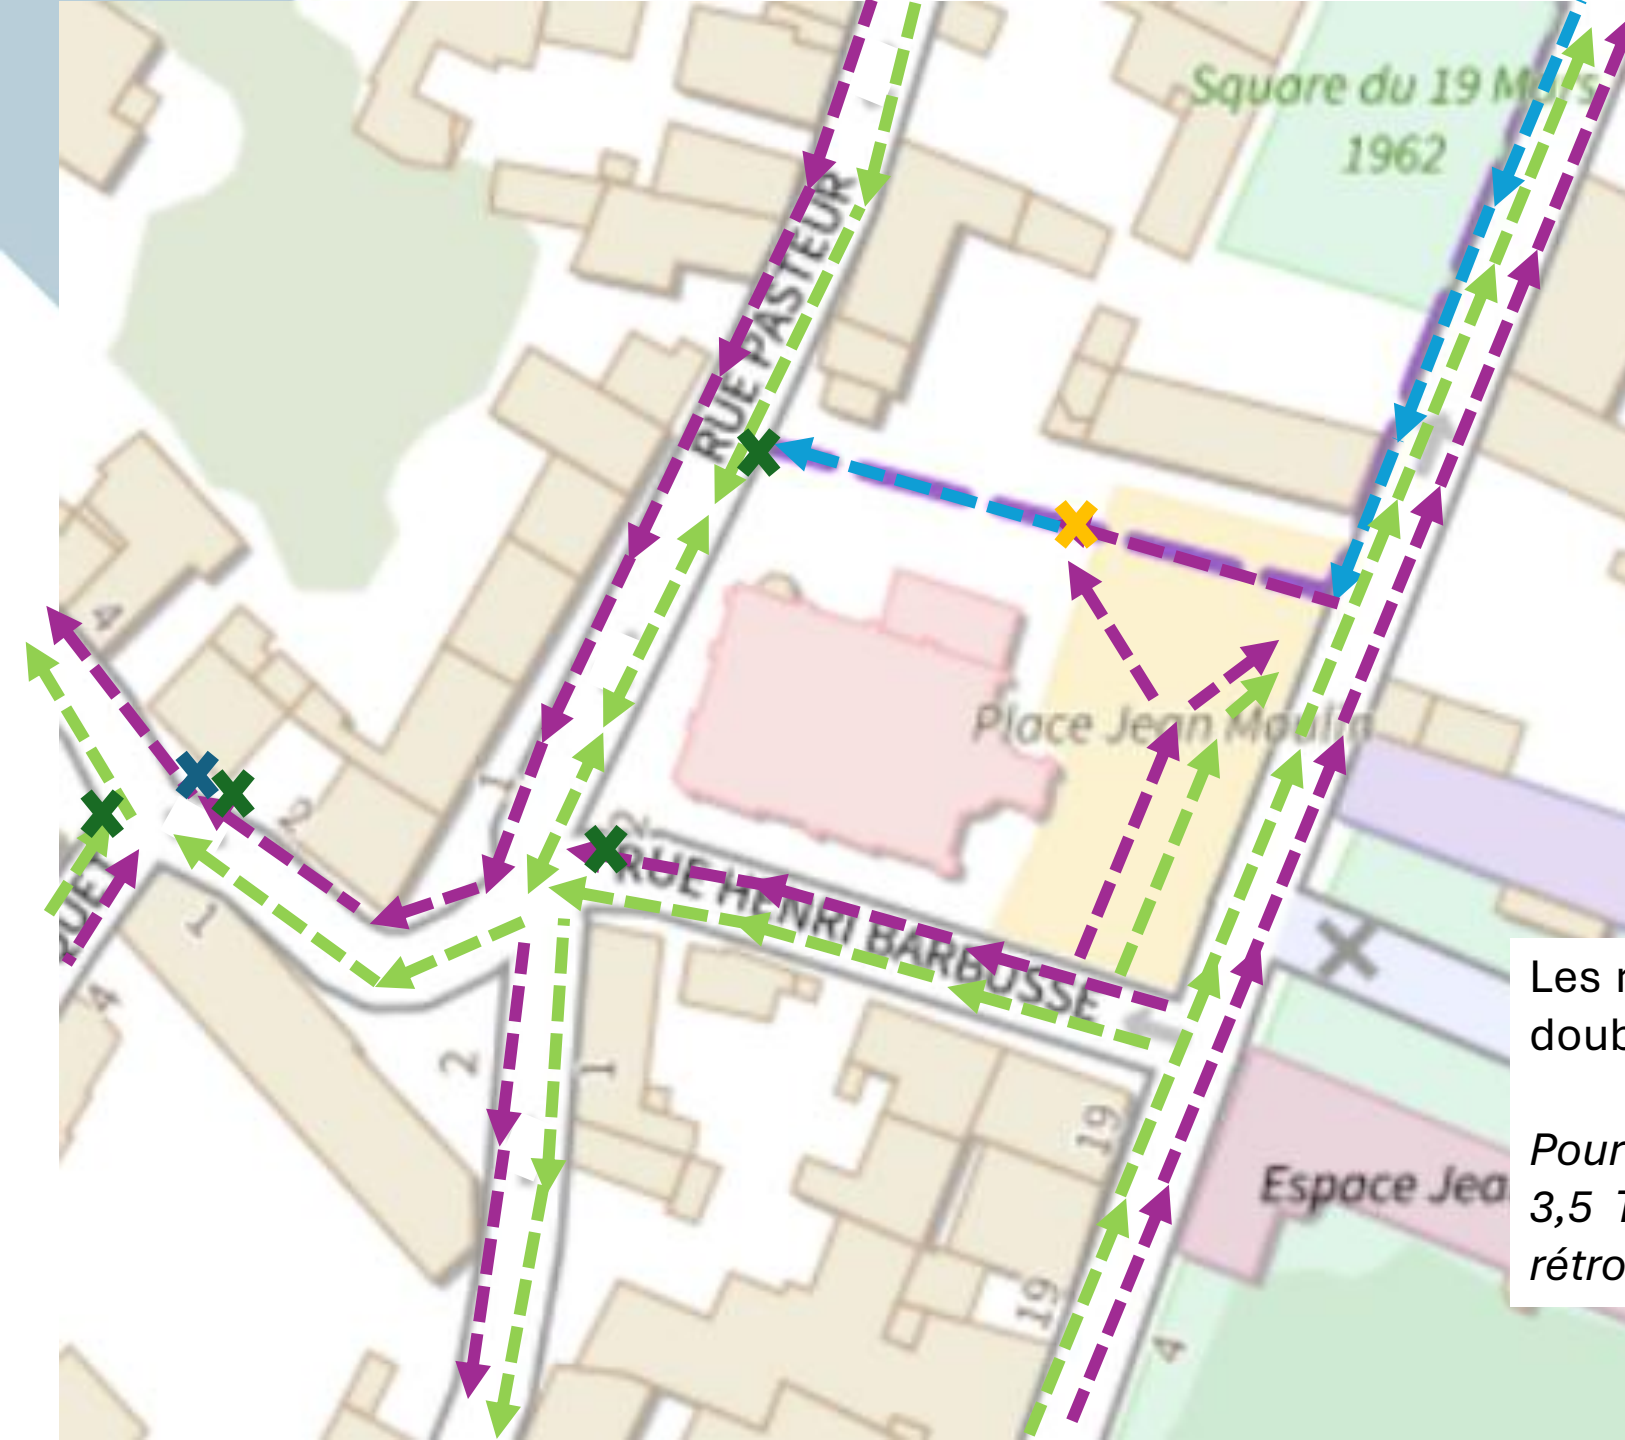 Square du 19 Mars
1962
RUE PASTEUR
4
2
1
Place Jean Moulin
2
RUE HENRI BARBUSSE
1
4
2
1
19
19
4
Espace Jea
Les
doub
Pour
3,5
rétro